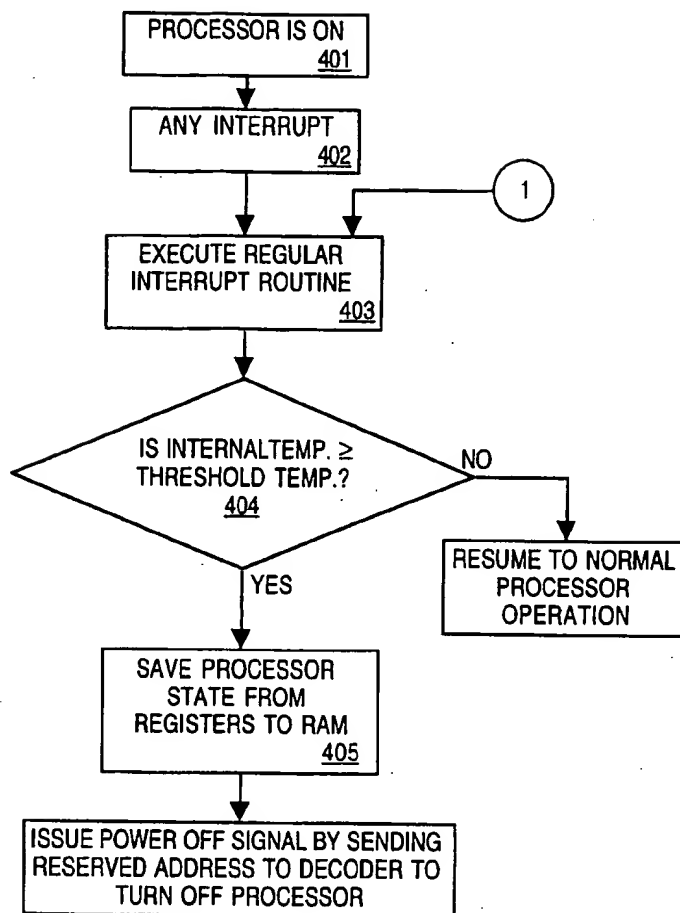 PROCESSOR IS ON
401
ANY INTERRUPT
402
1
EXECUTE REGULAR
INTERRUPT ROUTINE
403
IS INTERNALTEMP. ≥
THRESHOLD TEMP.?
404
NO
YES
RESUME TO NORMAL
PROCESSOR
OPERATION
SAVE PROCESSOR
STATE FROM
REGISTERS TO RAM
405
ISSUE POWER OFF SIGNAL BY SENDING
RESERVED ADDRESS TO DECODER TO
TURN OFF PROCESSOR